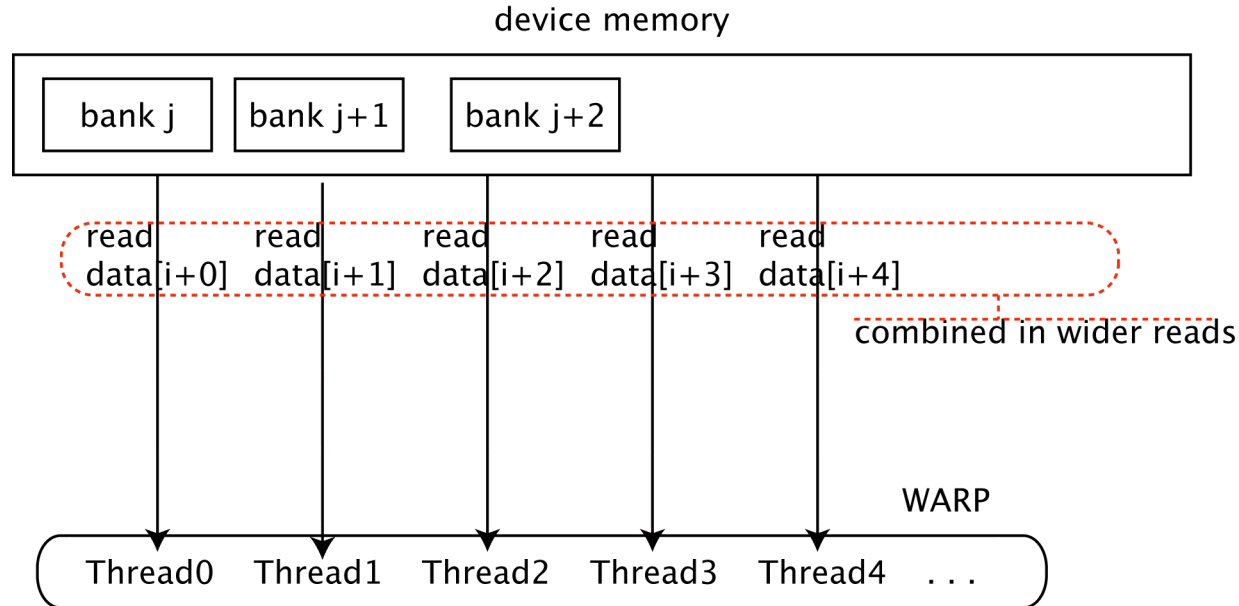 device memory
bank j bank j+1 bank j+2
read read read read read
data[i+0] data[i+1] data[i+2] data[i+3] data[i+4]
combined in wider reads
WARP
Thread0 Thread1 Thread2 Thread3 Thread4 . . .